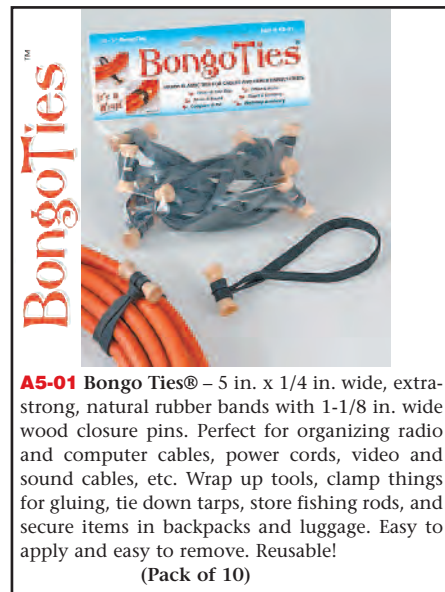 BongoTies™
BongoTies
It's a
Wrap!
A5-01 Bongo Ties® – 5 in. x 1/4 in. wide, extra-
strong, natural rubber bands with 1-1/8 in. wide
wood closure pins. Perfect for organizing radio
and computer cables, power cords, video and
sound cables, etc. Wrap up tools, clamp things
for gluing, tie down tarps, store fishing rods, and
secure items in backpacks and luggage. Easy to
apply and easy to remove. Reusable!
(Pack of 10)